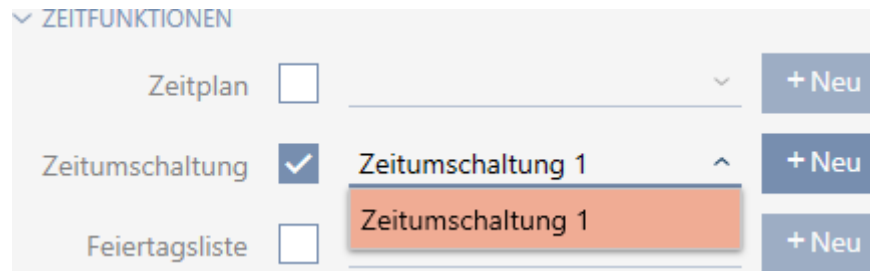 ZEITFUNKTIONEN
Zeitplan + Neu
Zeitumschaltung Zeitumschaltung 1 + Neu
Zeitumschaltung 1
Feiertagsliste + Neu